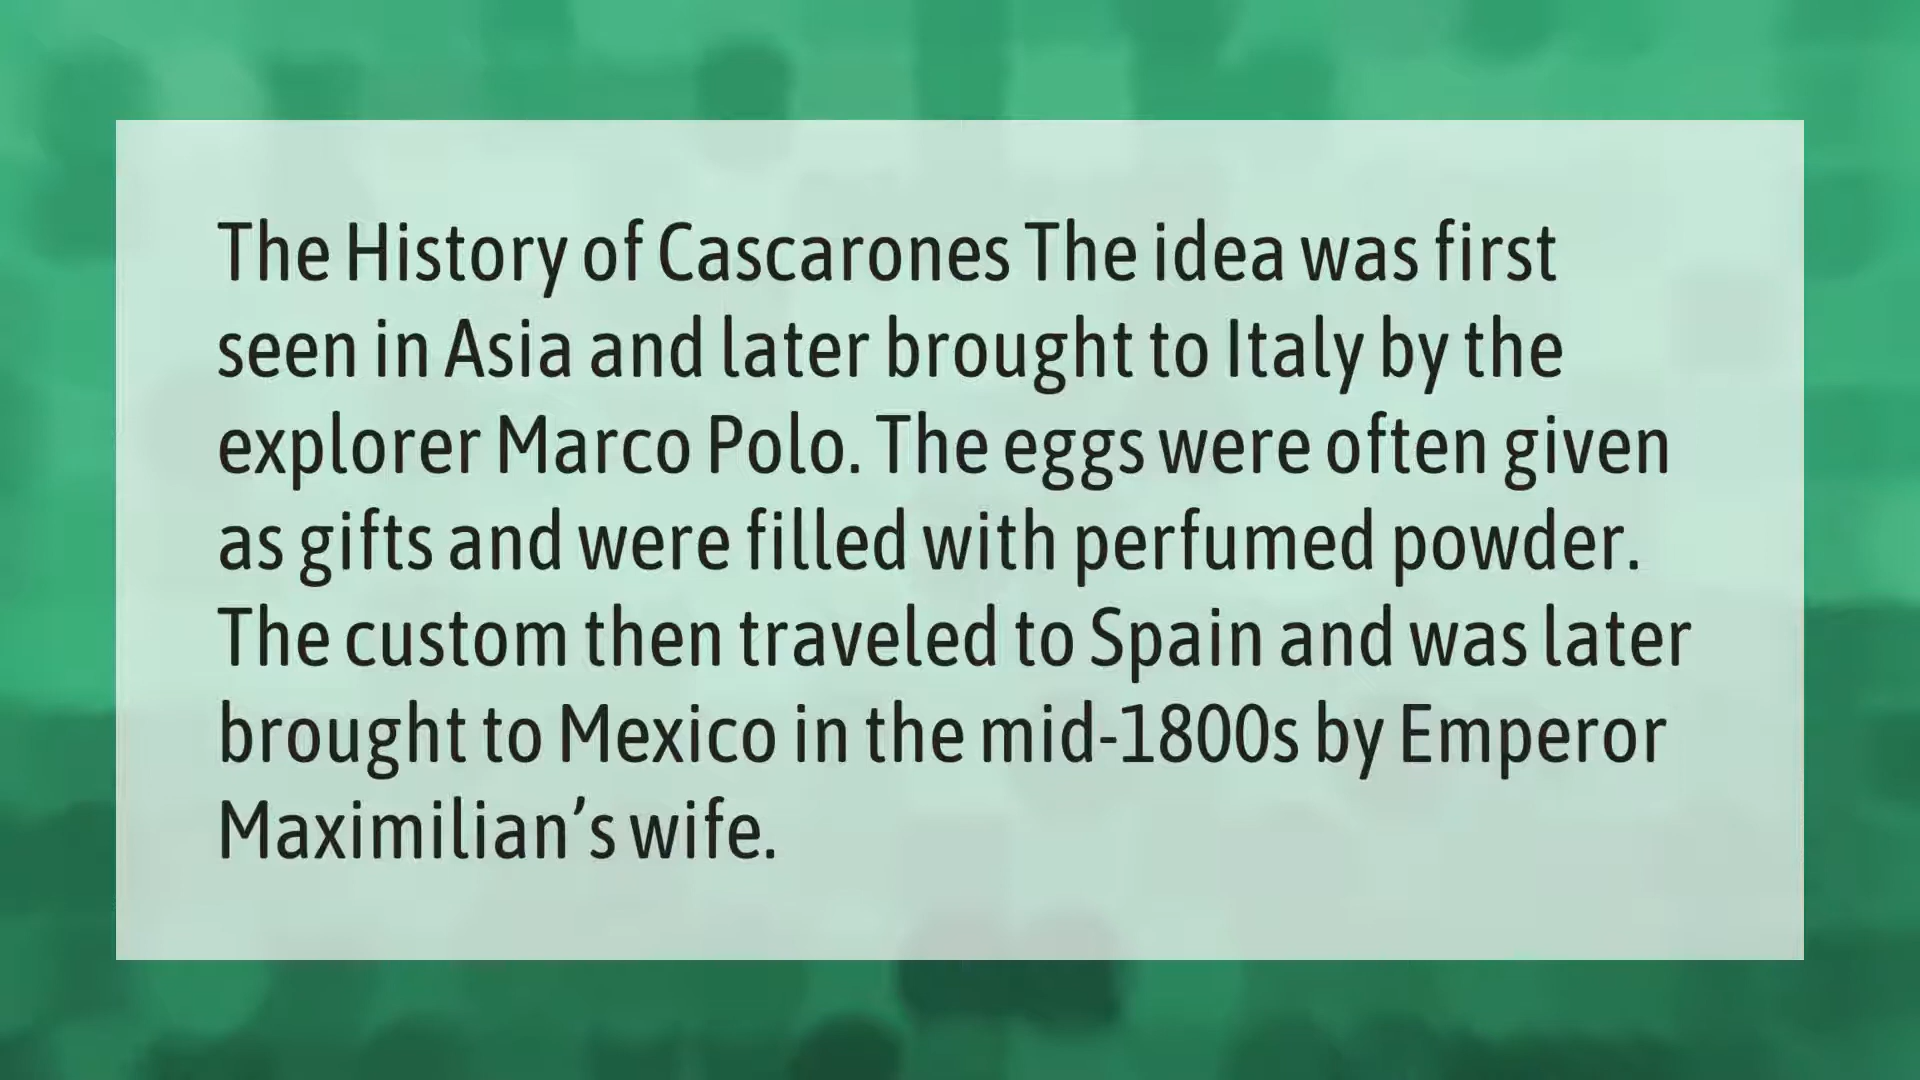 The History of Cascarones The idea was first
seen in Asia and later brought to Italy by the
explorer Marco Polo. The eggs were often given
as gifts and were filled with perfumed powder.
The custom then traveled to Spain and was later
brought to Mexico in the mid-1800s by Emperor
Maximilian’s wife.